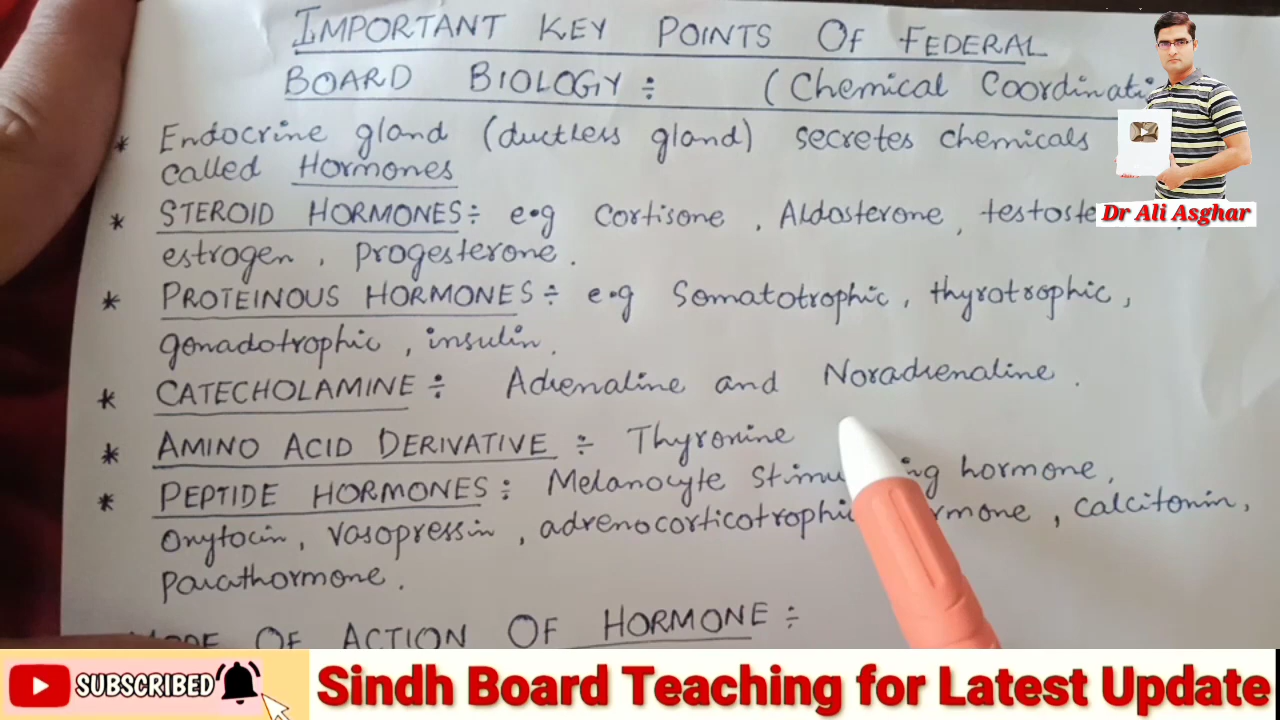 IMPORTANT KEY POINTS OF FEDERAL
BOARD BIOLOGY ÷ (Chemical Coordinati
* Endocrine gland (ductless gland) secretes chemicals
called Hormones
* STEROID HORMONES ÷ e.g Cortisone, Aldosterone, testoste
estrogen, progesterone.
* PROTEINOUS HORMONES ÷ e.g Somatotrophic, thyrotrophic,
gonadotrophic, insulin.
* CATECHOLAMINE ÷ Adrenaline and Noradrenaline.
* AMINO ACID DERIVATIVE ÷ Thyronine
* PEPTIDE HORMONES : Melanocyte stimu ng hormone,
oxytocin, vasopressin, adrenocorticotrophic rmone, calcitonin,
Parathormone.
MODE OF ACTION OF HORMONE ÷
Dr Ali Asghar
SUBSCRIBED
Sindh Board Teaching for Latest Update